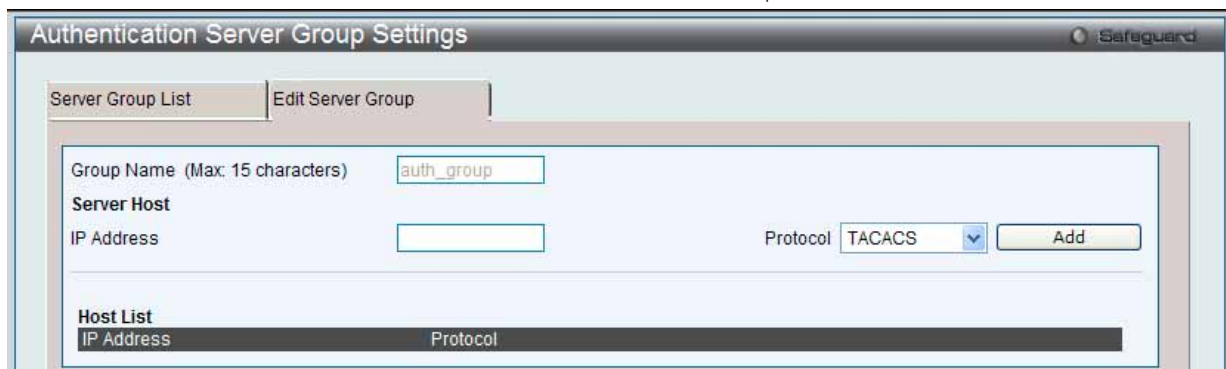 Authentication Server Group Settings
Safeguard
Server Group List
Edit Server Group
Group Name (Max: 15 characters) auth_group
Server Host
IP Address Protocol TACACS Add
Host List
IP Address Protocol